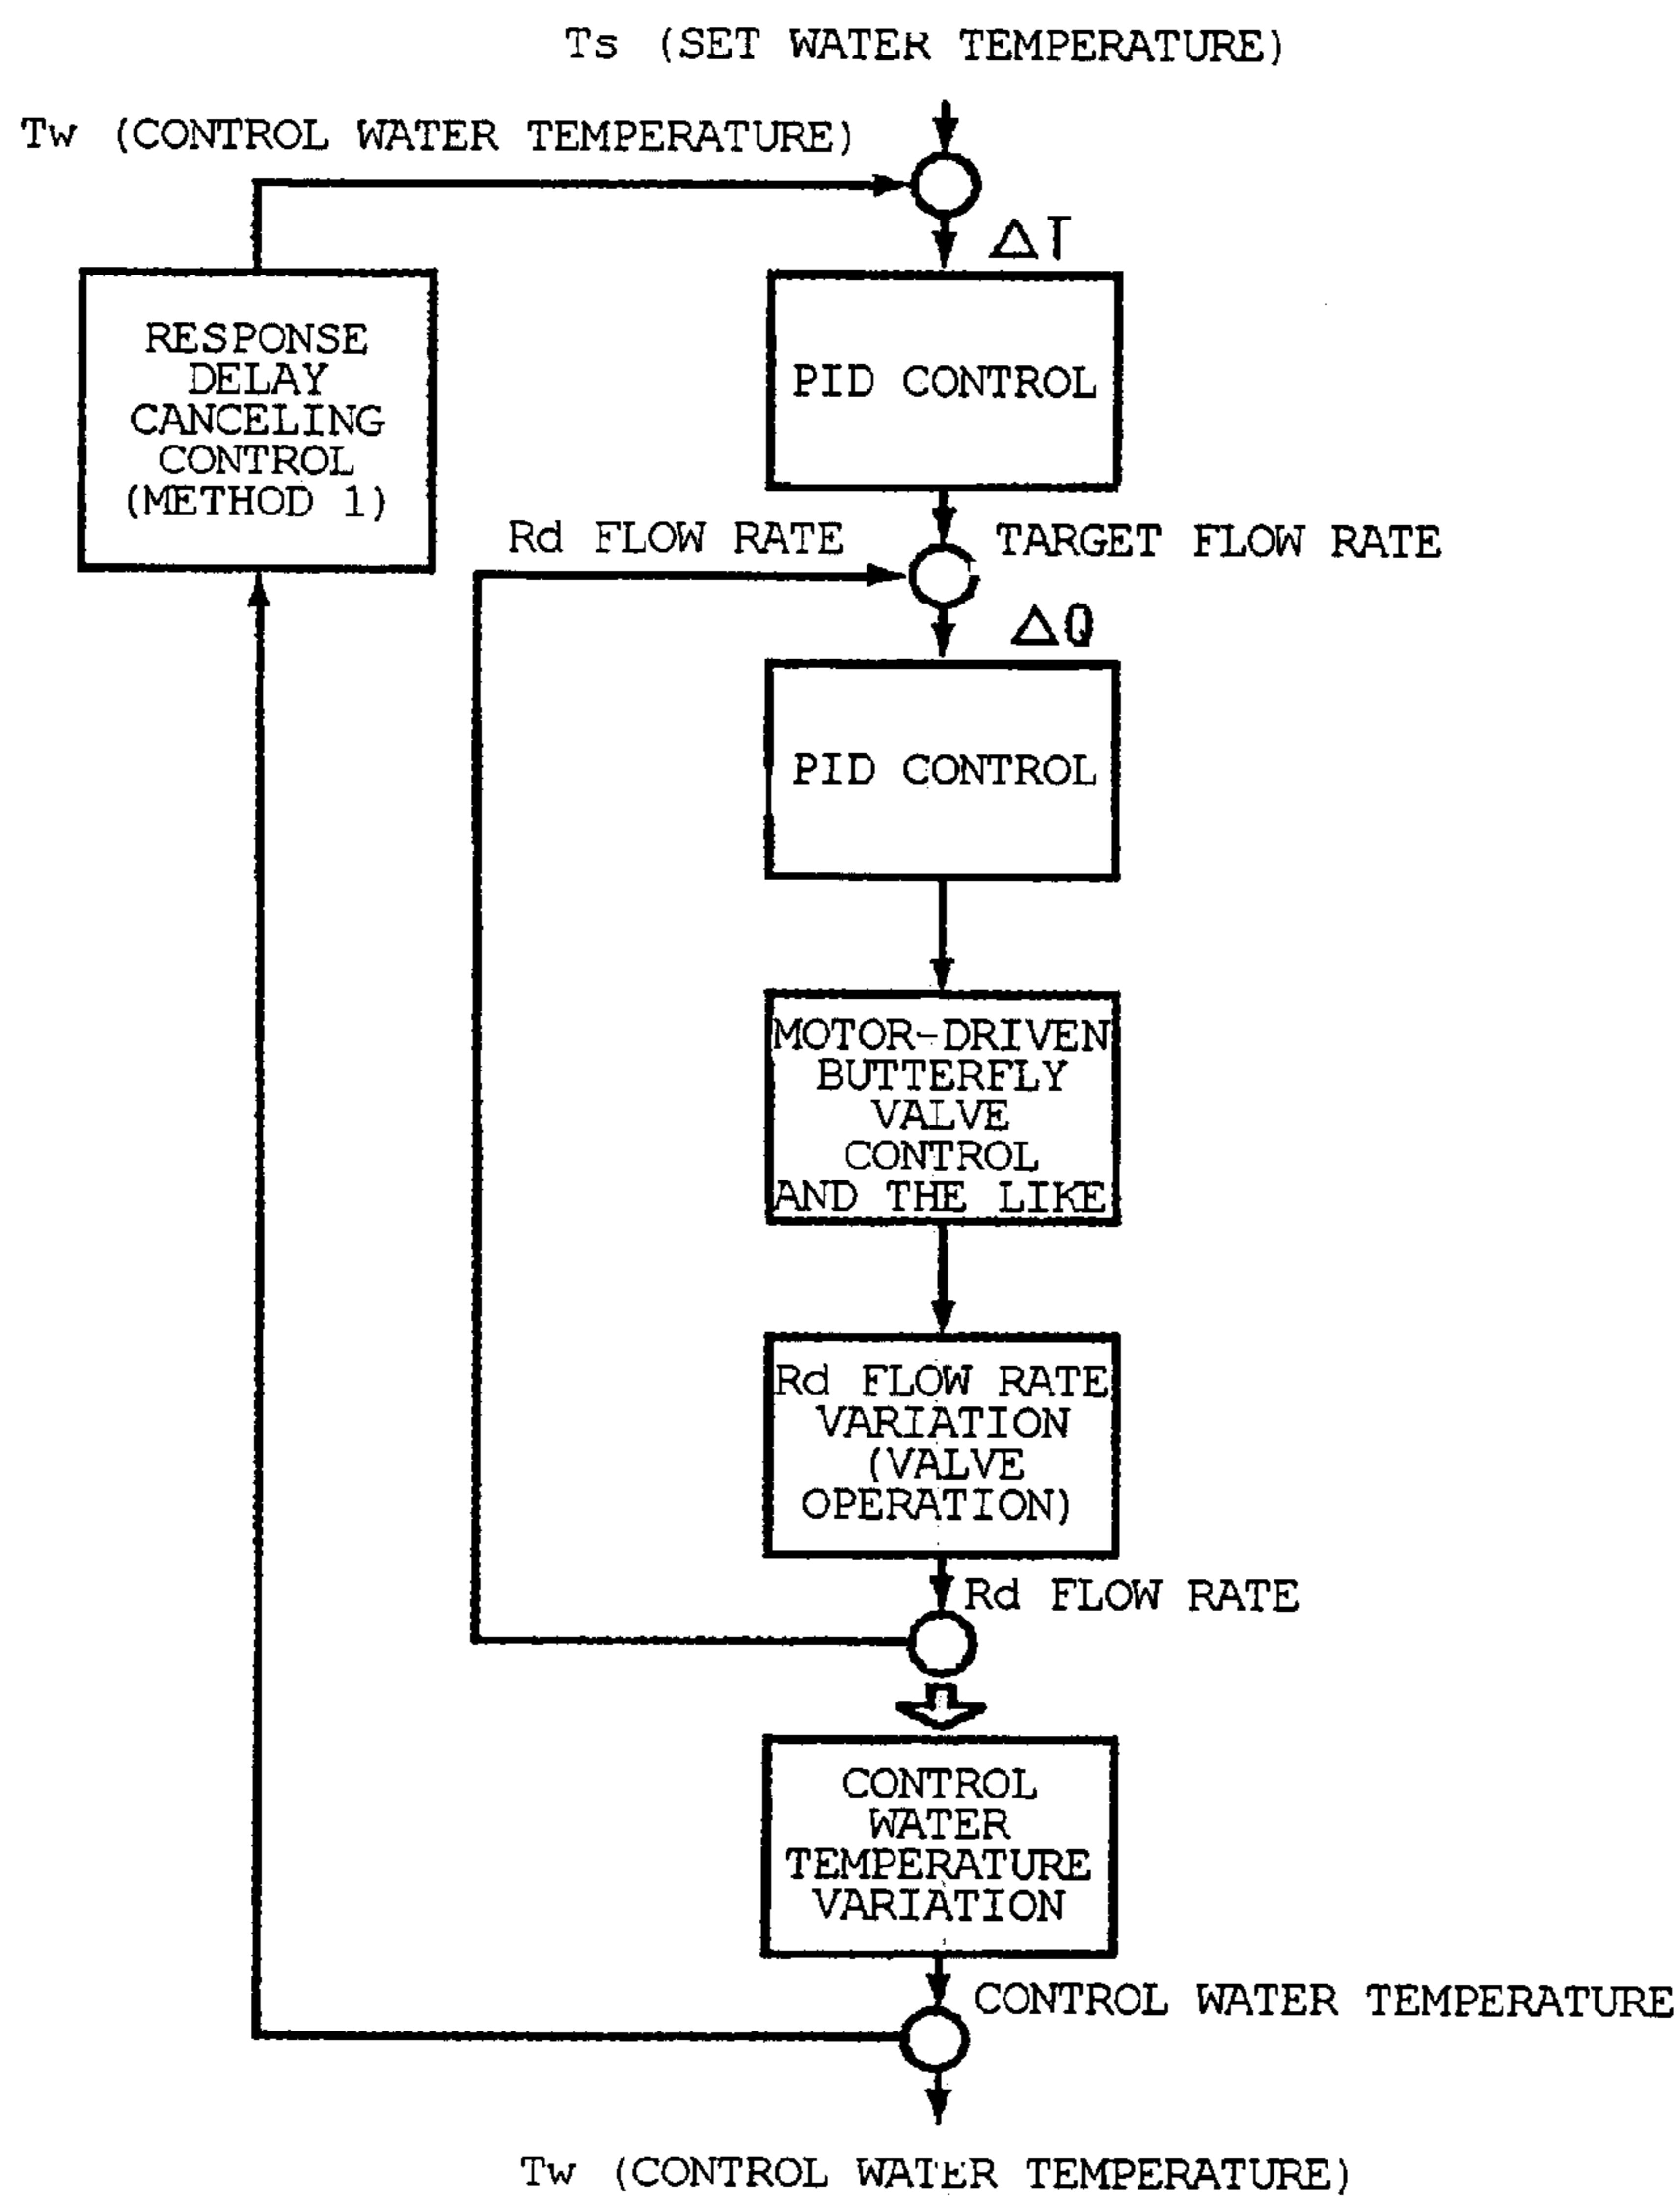 Ts (SET WATER TEMPERATURE)
Tw (CONTROL WATER TEMPERATURE)
ΔT
RESPONSE
DELAY
CANCELING
CONTROL
(METHOD 1)
PID CONTROL
Rd FLOW RATE
TARGET FLOW RATE
ΔQ
PID CONTROL
MOTOR-DRIVEN
BUTTERFLY
VALVE
CONTROL
AND THE LIKE
Rd FLOW RATE
VARIATION
(VALVE
OPERATION)
Rd FLOW RATE
CONTROL
WATER
TEMPERATURE
VARIATION
CONTROL WATER TEMPERATURE
Tw (CONTROL WATER TEMPERATURE)